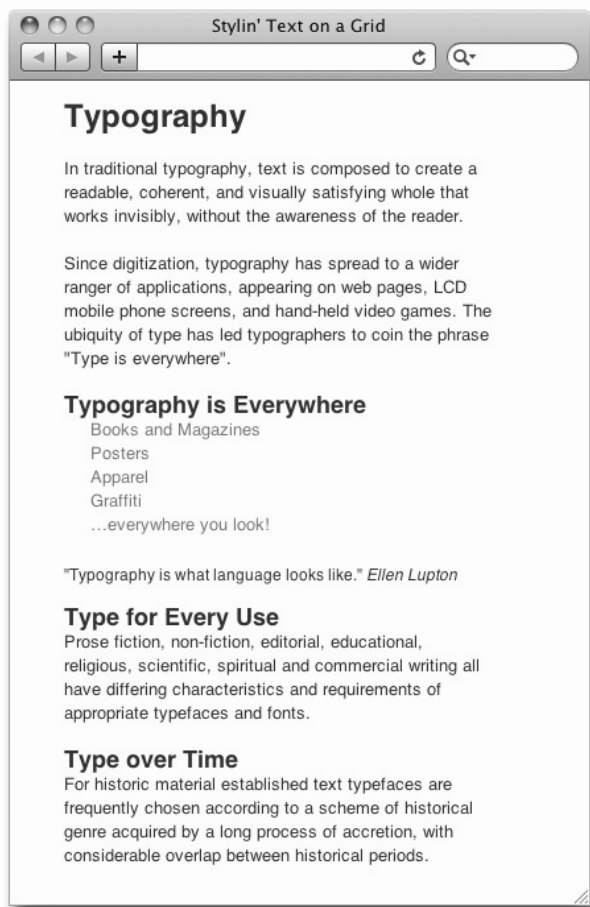 Stylin' Text on a Grid
Typography
In traditional typography, text is composed to create a
readable, coherent, and visually satisfying whole that
works invisibly, without the awareness of the reader.
Since digitization, typography has spread to a wider
ranger of applications, appearing on web pages, LCD
mobile phone screens, and hand-held video games. The
ubiquity of type has led typographers to coin the phrase
"Type is everywhere".
Typography is Everywhere
Books and Magazines
Posters
Apparel
Graffiti
…everywhere you look!
"Typography is what language looks like." Ellen Lupton
Type for Every Use
Prose fiction, non-fiction, editorial, educational,
religious, scientific, spiritual and commercial writing all
have differing characteristics and requirements of
appropriate typefaces and fonts.
Type over Time
For historic material established text typefaces are
frequently chosen according to a scheme of historical
genre acquired by a long process of accretion, with
considerable overlap between historical periods.